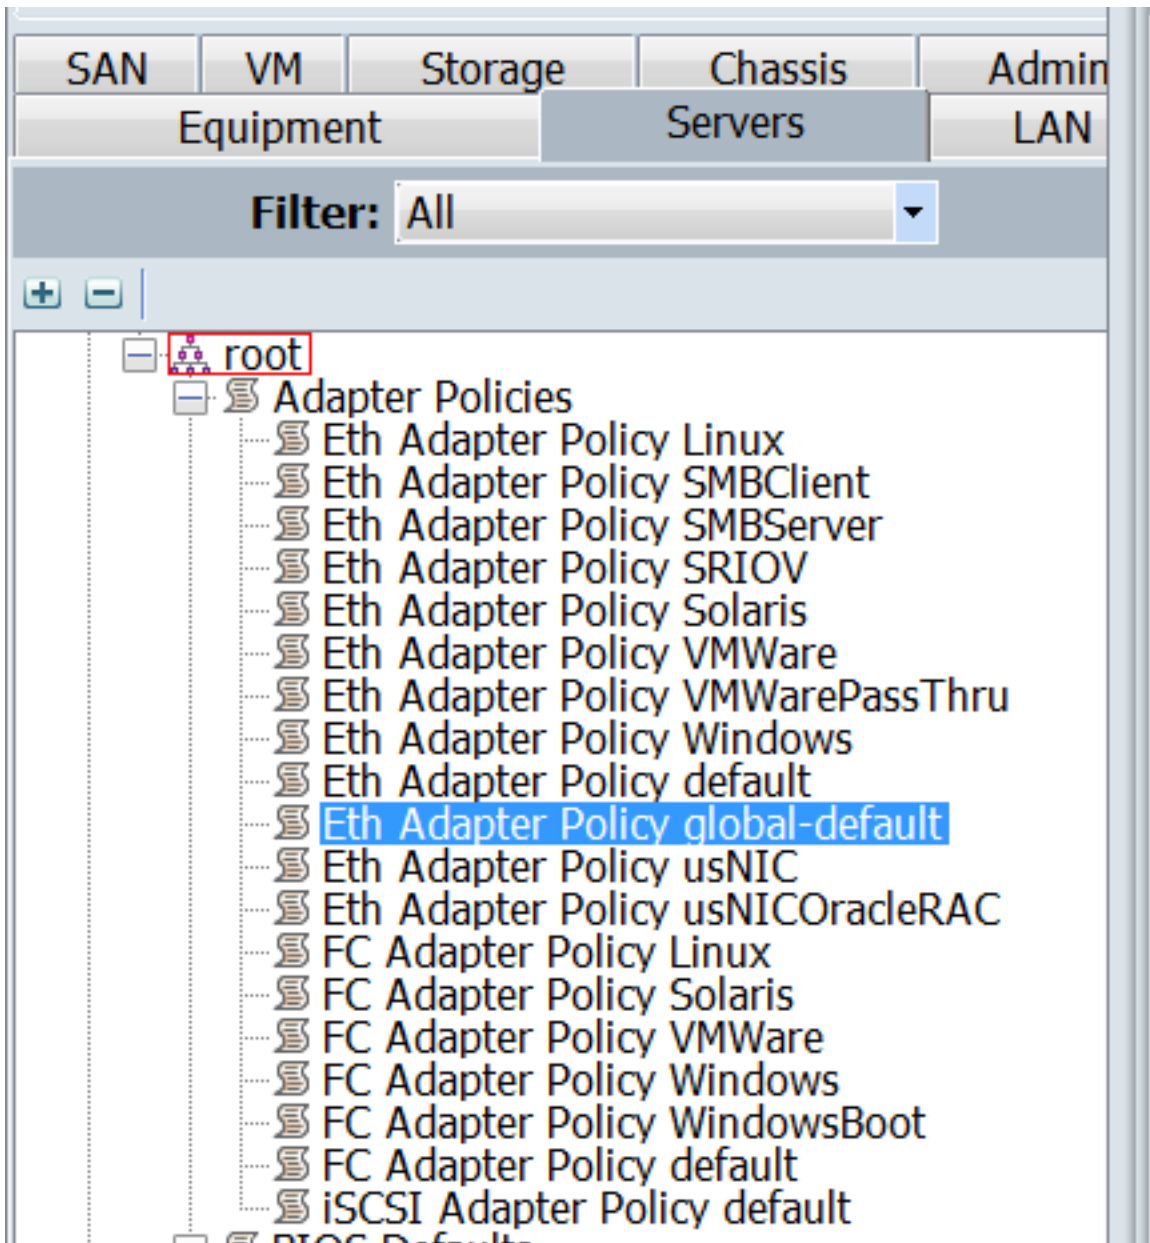 SAN VM Storage Chassis Admin
Equipment Servers LAN
Filter: All
root
Adapter Policies
Eth Adapter Policy Linux
Eth Adapter Policy SMBClient
Eth Adapter Policy SMBServer
Eth Adapter Policy SRIOV
Eth Adapter Policy Solaris
Eth Adapter Policy VMWare
Eth Adapter Policy VMWarePassThru
Eth Adapter Policy Windows
Eth Adapter Policy default
Eth Adapter Policy global-default
Eth Adapter Policy usNIC
Eth Adapter Policy usNICOracleRAC
FC Adapter Policy Linux
FC Adapter Policy Solaris
FC Adapter Policy VMWare
FC Adapter Policy Windows
FC Adapter Policy WindowsBoot
FC Adapter Policy default
iSCSI Adapter Policy default
BIOS Defaults